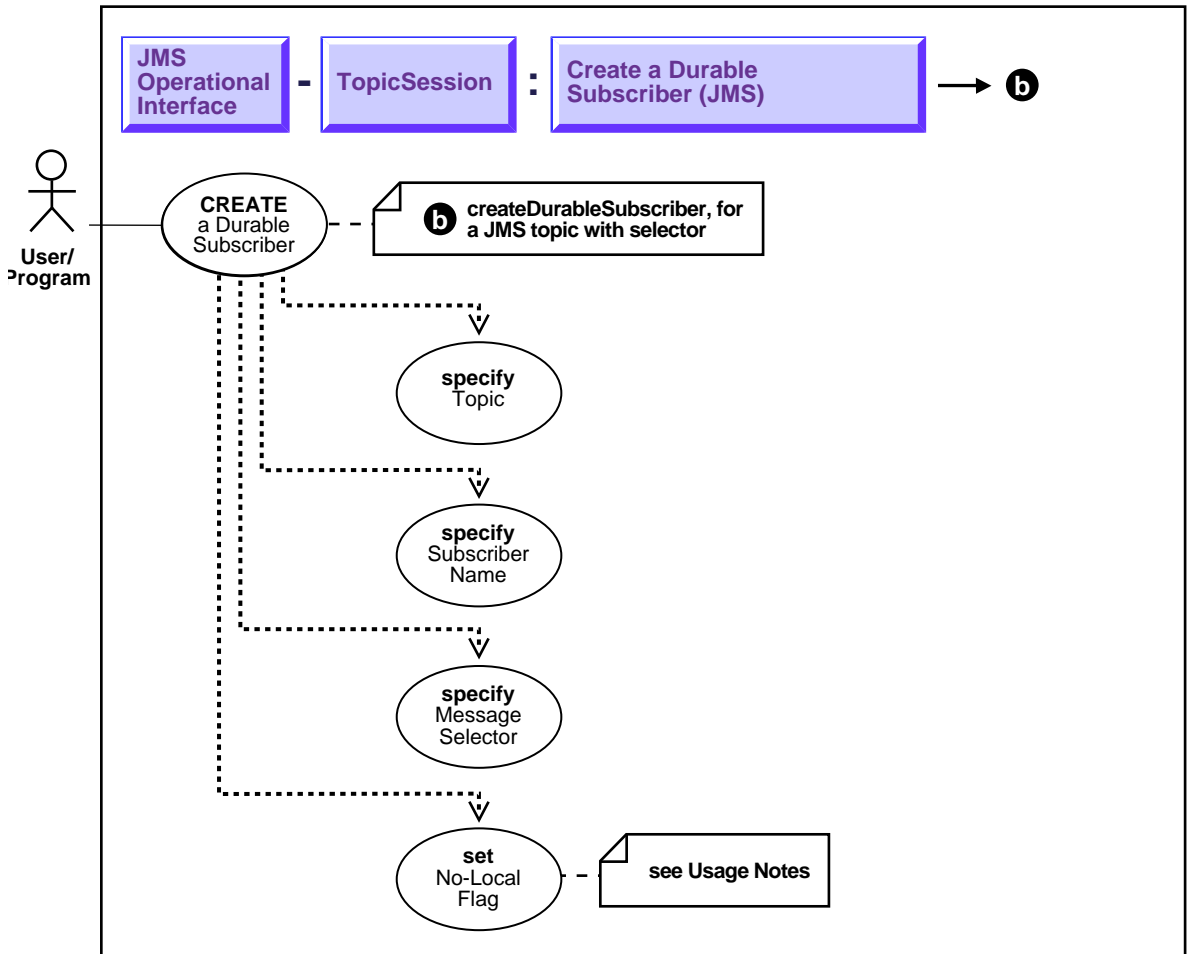 JMS
Operational
Interface
-
TopicSession
:
Create a Durable
Subscriber (JMS)
b
User/
Program
CREATE
a Durable
Subscriber
b
createDurableSubscriber, for
a JMS topic with selector
specify
Topic
specify
Subscriber
Name
specify
Message
Selector
set
No-Local
Flag
see Usage Notes